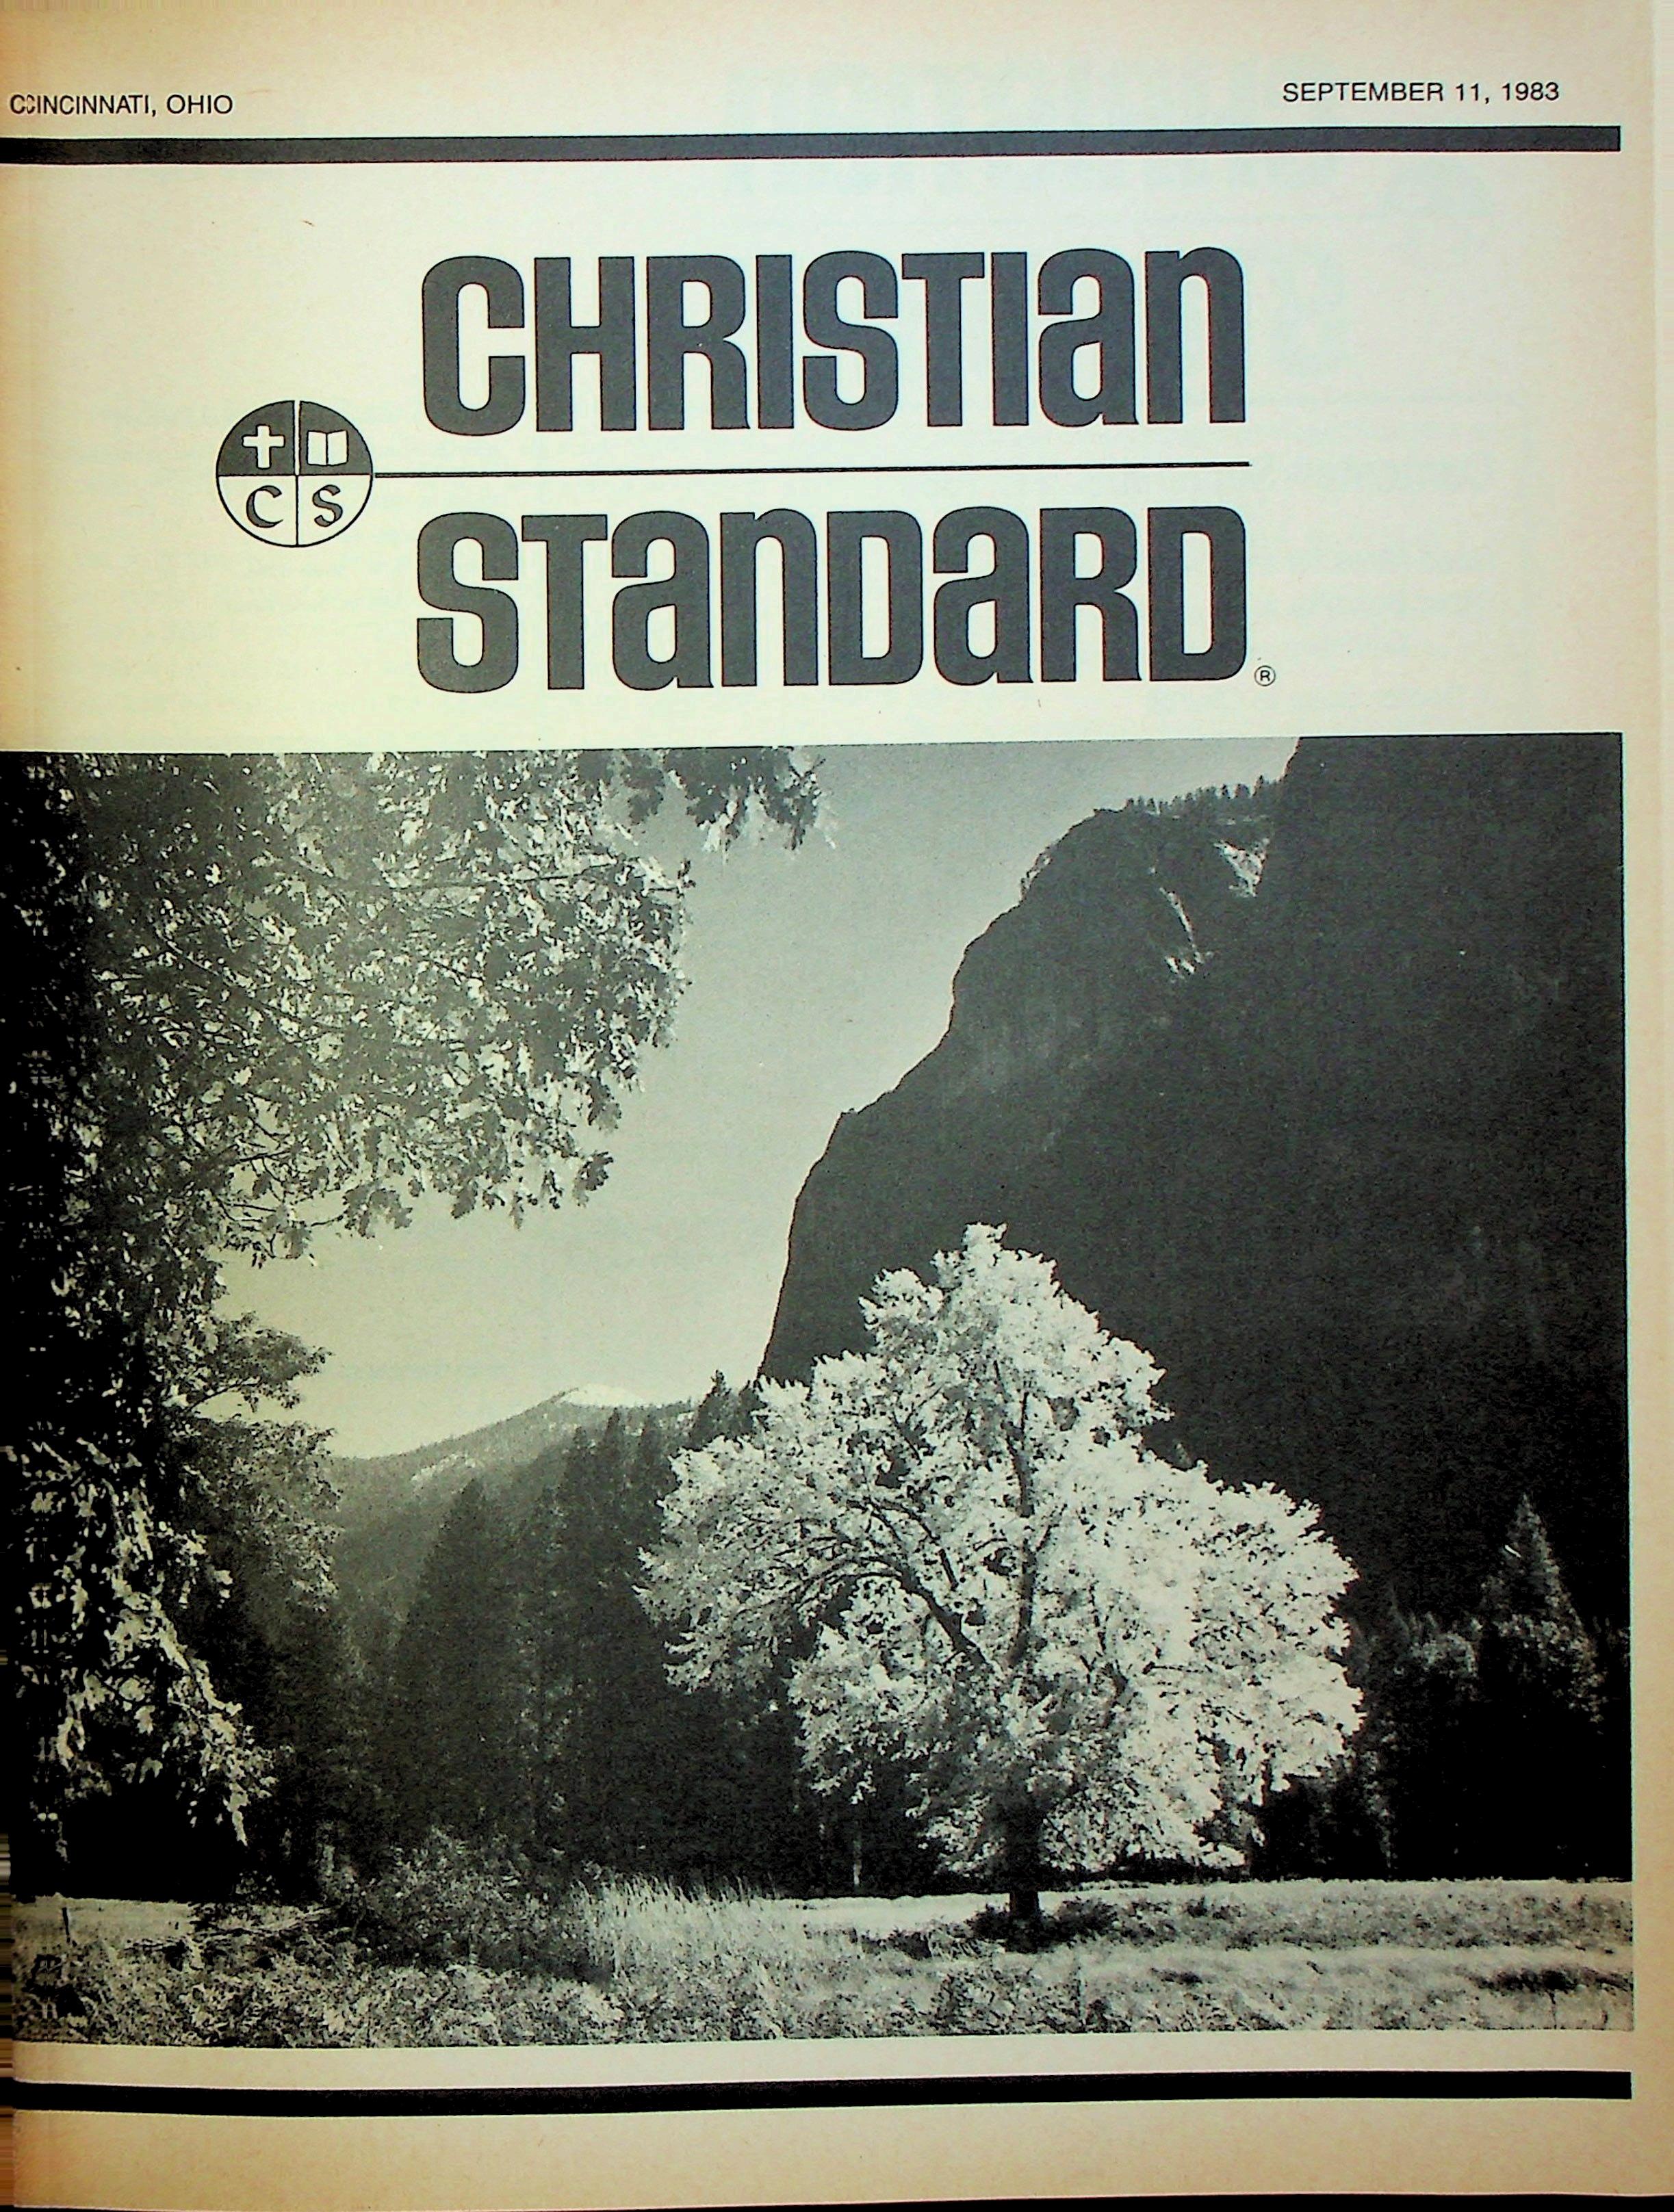 CINCINNATI, OHIO
SEPTEMBER 11, 1983
CHRISTIan
C S
STanDaRD®